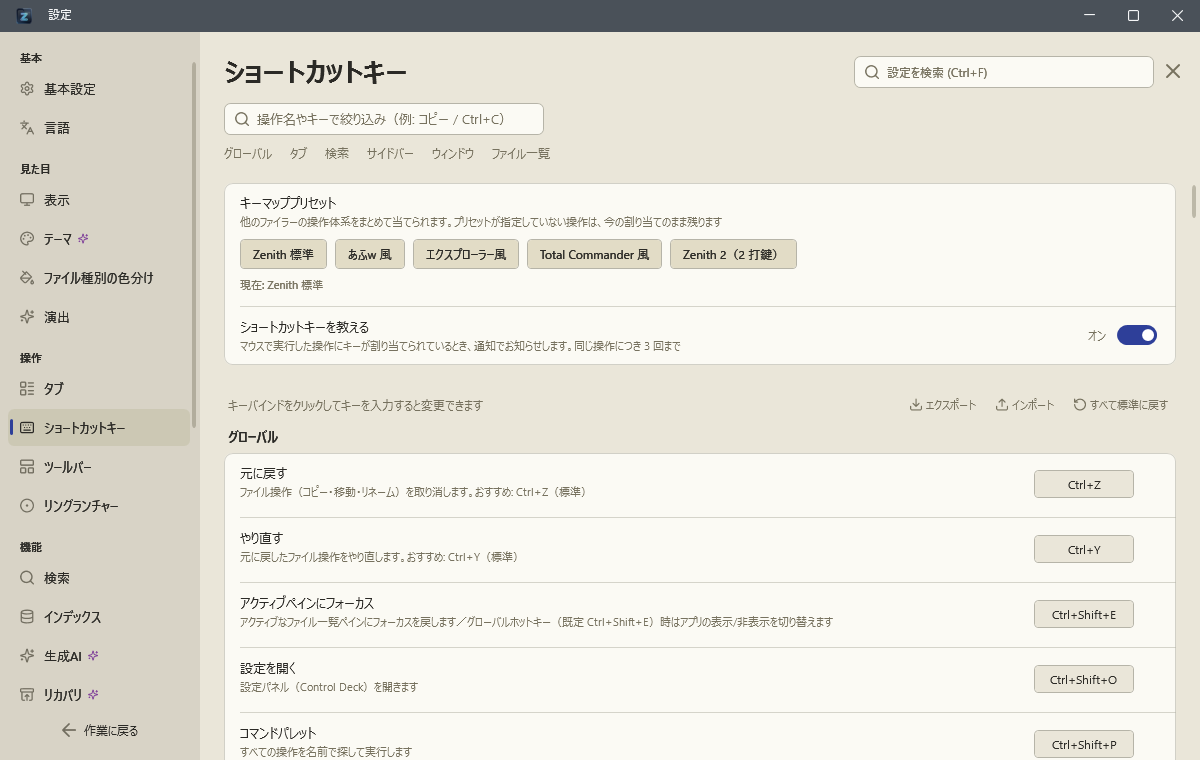 設定
基本
基本設定
言語
見た目
表示
テーマ
ファイル種別の色分け
演出
操作
タブ
ショートカットキー
ツールバー
リングランチャー
機能
検索
インデックス
生成AI
リカバリ
作業に戻る
ショートカットキー
設定を検索 (Ctrl+F)
操作名やキーで絞り込み（例: コピー / Ctrl+C）
グローバル タブ 検索 サイドバー ウィンドウ ファイル一覧
キーマッププリセット
他のファイラーの操作体系をまとめて当てられます。プリセットが指定していない操作は、今の割り当てのまま残ります
Zenith 標準 あふw 風 エクスプローラー風 Total Commander 風 Zenith 2（2 打鍵）
現在: Zenith 標準
ショートカットキーを教える
マウスで実行した操作にキーが割り当てられているとき、通知でお知らせします。同じ操作につき 3 回まで
オン
キーバインドをクリックしてキーを入力すると変更できます
エクスポート インポート すべて標準に戻す
グローバル
元に戻す
ファイル操作（コピー・移動・リネーム）を取り消します。おすすめ: Ctrl+Z（標準）
Ctrl+Z
やり直す
元に戻したファイル操作をやり直します。おすすめ: Ctrl+Y（標準）
Ctrl+Y
アクティブペインにフォーカス
アクティブなファイル一覧ペインにフォーカスを戻します／グローバルホットキー（既定 Ctrl+Shift+E）時はアプリの表示/非表示を切り替えます
Ctrl+Shift+E
設定を開く
設定パネル（Control Deck）を開きます
Ctrl+Shift+O
コマンドパレット
すべての操作を名前で探して実行します
Ctrl+Shift+P